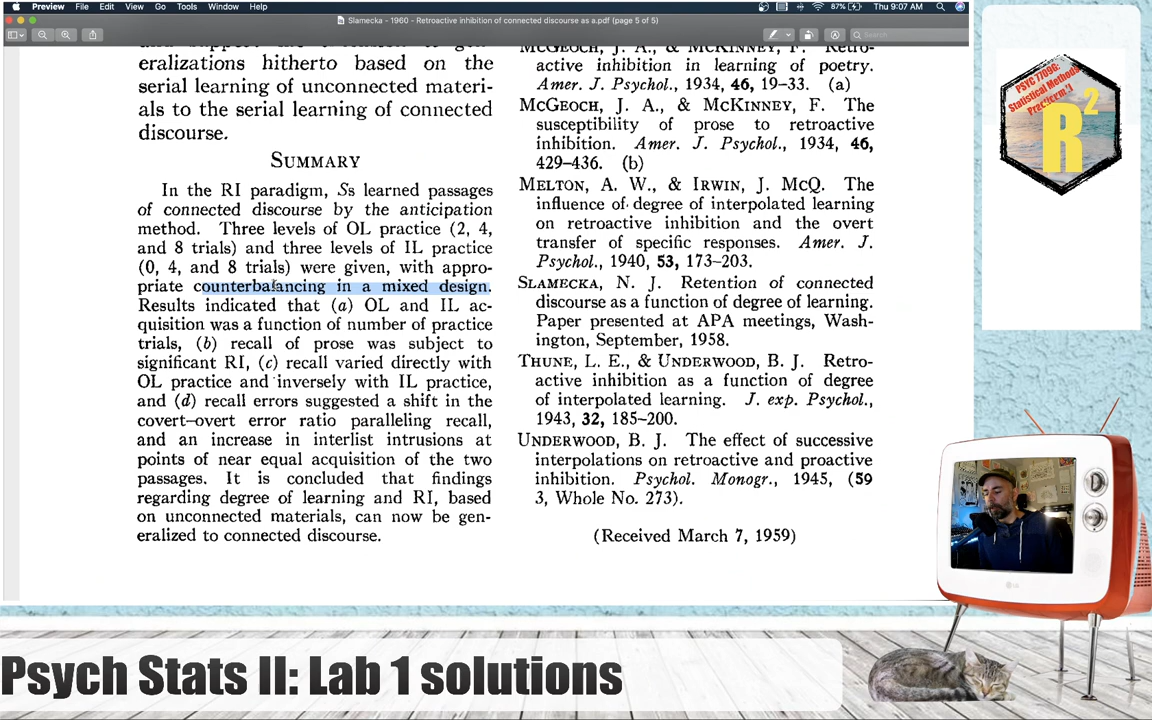 Preview File Edit View Go Tools Window Help
87% Thu 9:07 AM
Slamecka - 1960 - Retroactive inhibition of connected discourse as a.pdf (page 5 of 5)
Search
eralizations hitherto based on the
serial learning of unconnected materi-
als to the serial learning of connected
discourse.
SUMMARY
In the RI paradigm, Ss learned passages
of connected discourse by the anticipation
method. Three levels of OL practice (2, 4,
and 8 trials) and three levels of IL practice
(0, 4, and 8 trials) were given, with appro-
priate counterbalancing in a mixed design.
Results indicated that (a) OL and IL ac-
quisition was a function of number of practice
trials, (b) recall of prose was subject to
significant RI, (c) recall varied directly with
OL practice and inversely with IL practice,
and (d) recall errors suggested a shift in the
covert-overt error ratio paralleling recall,
and an increase in interlist intrusions at
points of near equal acquisition of the two
passages. It is concluded that findings
regarding degree of learning and RI, based
on unconnected materials, can now be gen-
eralized to connected discourse.
MCGEOCH, J. A., & MCKINNEY, F. Retro-
active inhibition in learning of poetry.
Amer. J. Psychol., 1934, 46, 19–33. (a)
MCGEOCH, J. A., & MCKINNEY, F. The
susceptibility of prose to retroactive
inhibition. Amer. J. Psychol., 1934, 46,
429–436. (b)
MELTON, A. W., & IRWIN, J. MCQ. The
influence of degree of interpolated learning
on retroactive inhibition and the overt
transfer of specific responses. Amer. J.
Psychol., 1940, 53, 173–203.
SLAMECKA, N. J. Retention of connected
discourse as a function of degree of learning.
Paper presented at APA meetings, Wash-
ington, September, 1958.
THUNE, L. E., & UNDERWOOD, B. J. Retro-
active inhibition as a function of degree
of interpolated learning. J. exp. Psychol.,
1943, 32, 185–200.
UNDERWOOD, B. J. The effect of successive
interpolations on retroactive and proactive
inhibition. Psychol. Monogr., 1945, (59
3, Whole No. 273).
(Received March 7, 1959)
PSYC 7709G:
Statistical Methods
Practicum I
R2
LG
Psych Stats II: Lab 1 solutions